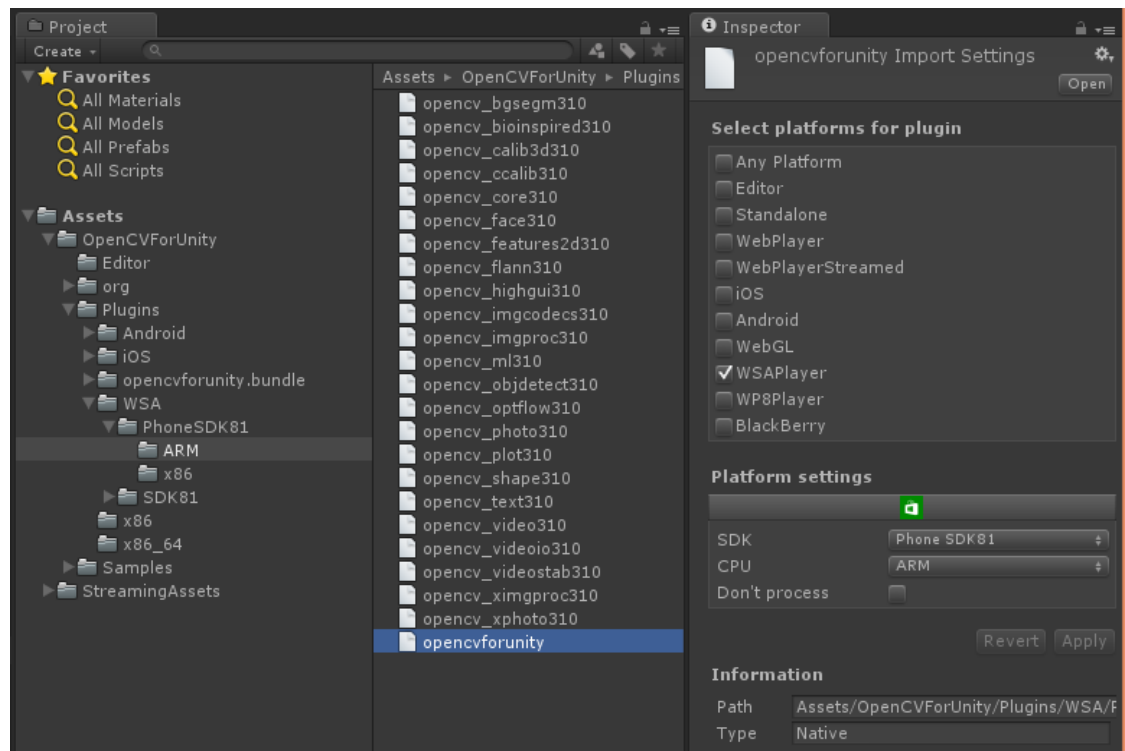 Project
Create
Favorites
All Materials
All Models
All Prefabs
All Scripts
Assets
OpenCVForUnity
Editor
org
Plugins
Android
iOS
opencvforunity.bundle
WSA
PhoneSDK81
ARM
x86
SDK81
x86
x86_64
Samples
StreamingAssets
Assets ▸ OpenCVForUnity ▸ Plugins
opencv_bgsegm310
opencv_bioinspired310
opencv_calib3d310
opencv_ccalib310
opencv_core310
opencv_face310
opencv_features2d310
opencv_flann310
opencv_highgui310
opencv_imgcodecs310
opencv_imgproc310
opencv_ml310
opencv_objdetect310
opencv_optflow310
opencv_photo310
opencv_plot310
opencv_shape310
opencv_text310
opencv_video310
opencv_videoio310
opencv_videostab310
opencv_ximgproc310
opencv_xphoto310
opencvforunity
Inspector
opencvforunity Import Settings
Open
Select platforms for plugin
Any Platform
Editor
Standalone
WebPlayer
WebPlayerStreamed
iOS
Android
WebGL
WSAPlayer
WP8Player
BlackBerry
Platform settings
SDK Phone SDK81
CPU ARM
Don't process
Revert Apply
Information
Path Assets/OpenCVForUnity/Plugins/WSA/
Type Native